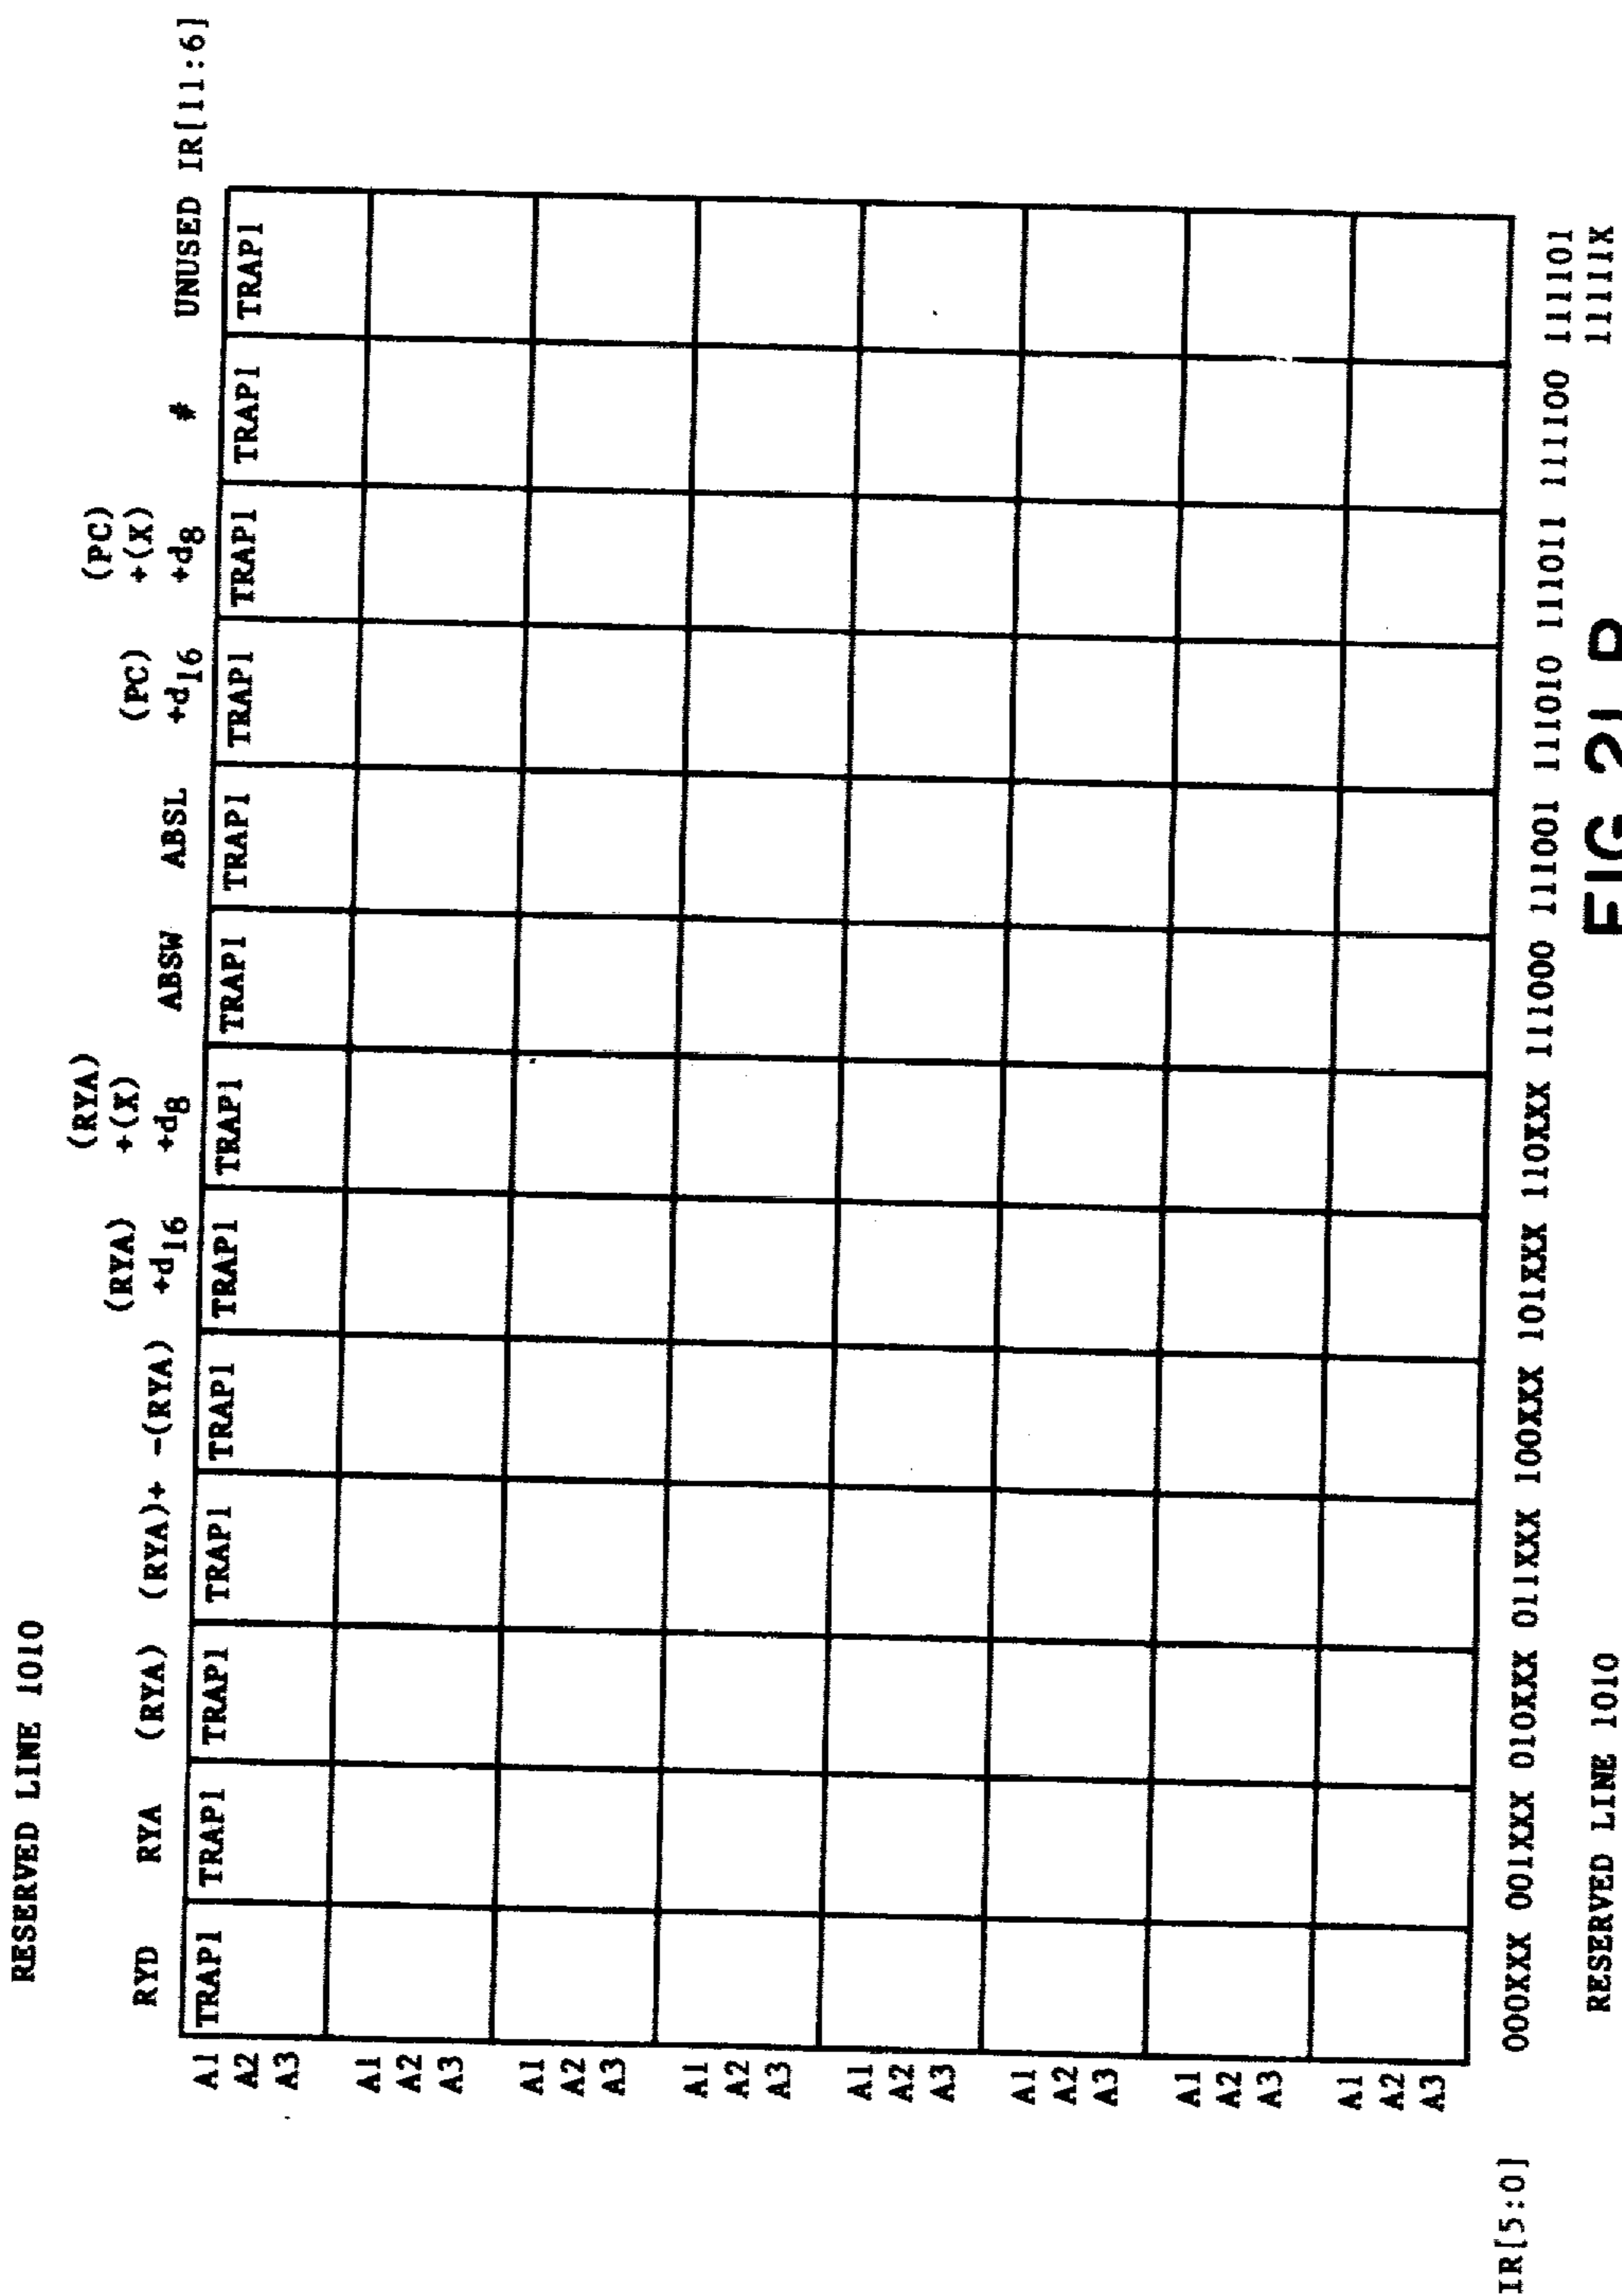 RESERVED LINE 1010
(RYA) (PC)
(RYA) +(X) (PC) +(X)
RYD RYA (RYA) (RYA)+ -(RYA) +d16 +d8 ABSW ABSL +d16 +d8 # UNUSED IR[11:6]
A1 TRAP1 TRAP1 TRAP1 TRAP1 TRAP1 TRAP1 TRAP1 TRAP1 TRAP1 TRAP1 TRAP1 TRAP1 TRAP1
A2
A3
A1
A2
A3
A1
A2
A3
A1
A2
A3
A1
A2
A3
A1
A2
A3
A1
A2
A3
A1
A2
A3
IR[5:0] 000XXX 001XXX 010XXX 011XXX 100XXX 101XXX 110XXX 111000 111001 111010 111011 111100 111101
11111X
RESERVED LINE 1010
FIG 21 P